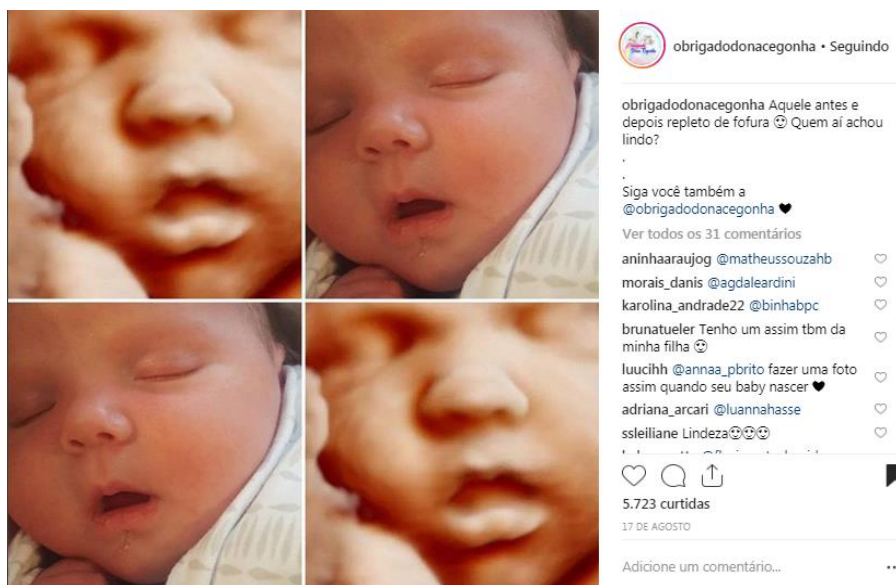 obrigadodonacegonha • Seguindo
obrigadodonacegonha Aquele antes e
depois repleto de fofura 🙂 Quem aí achou
lindo?
.
.
Siga você também a
@obrigadodonacegonha 🖤
Ver todos os 31 comentários
aninhaaraujog @matheussouzahb
morais_danis @agdaleardini
karolina_andrade22 @binhabpc
brunatueler Tenho um assim tbm da
minha filha 🙂
luucihh @annaa_pbrito fazer uma foto
assim quando seu baby nascer 🖤
adriana_arcari @luannahasse
ssleiliane Lindeza🙂🙂🙂
5.723 curtidas
17 DE AGOSTO
Adicione um comentário...